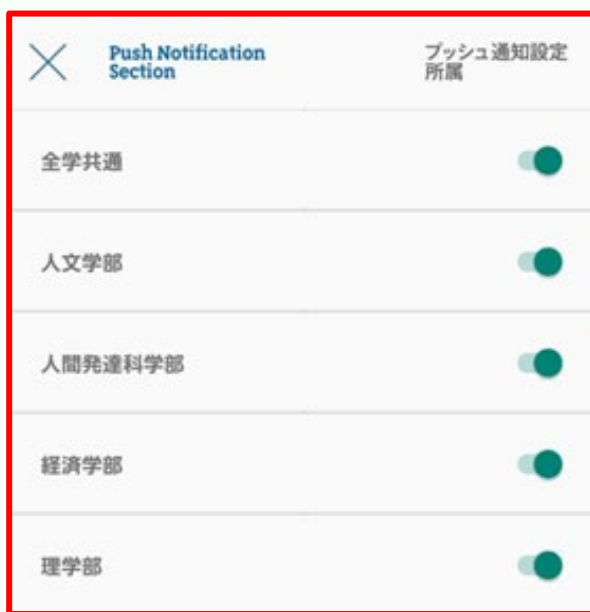 Push Notification
Section
プッシュ通知設定
所属
全学共通
人文学部
人間発達科学部
経済学部
理学部